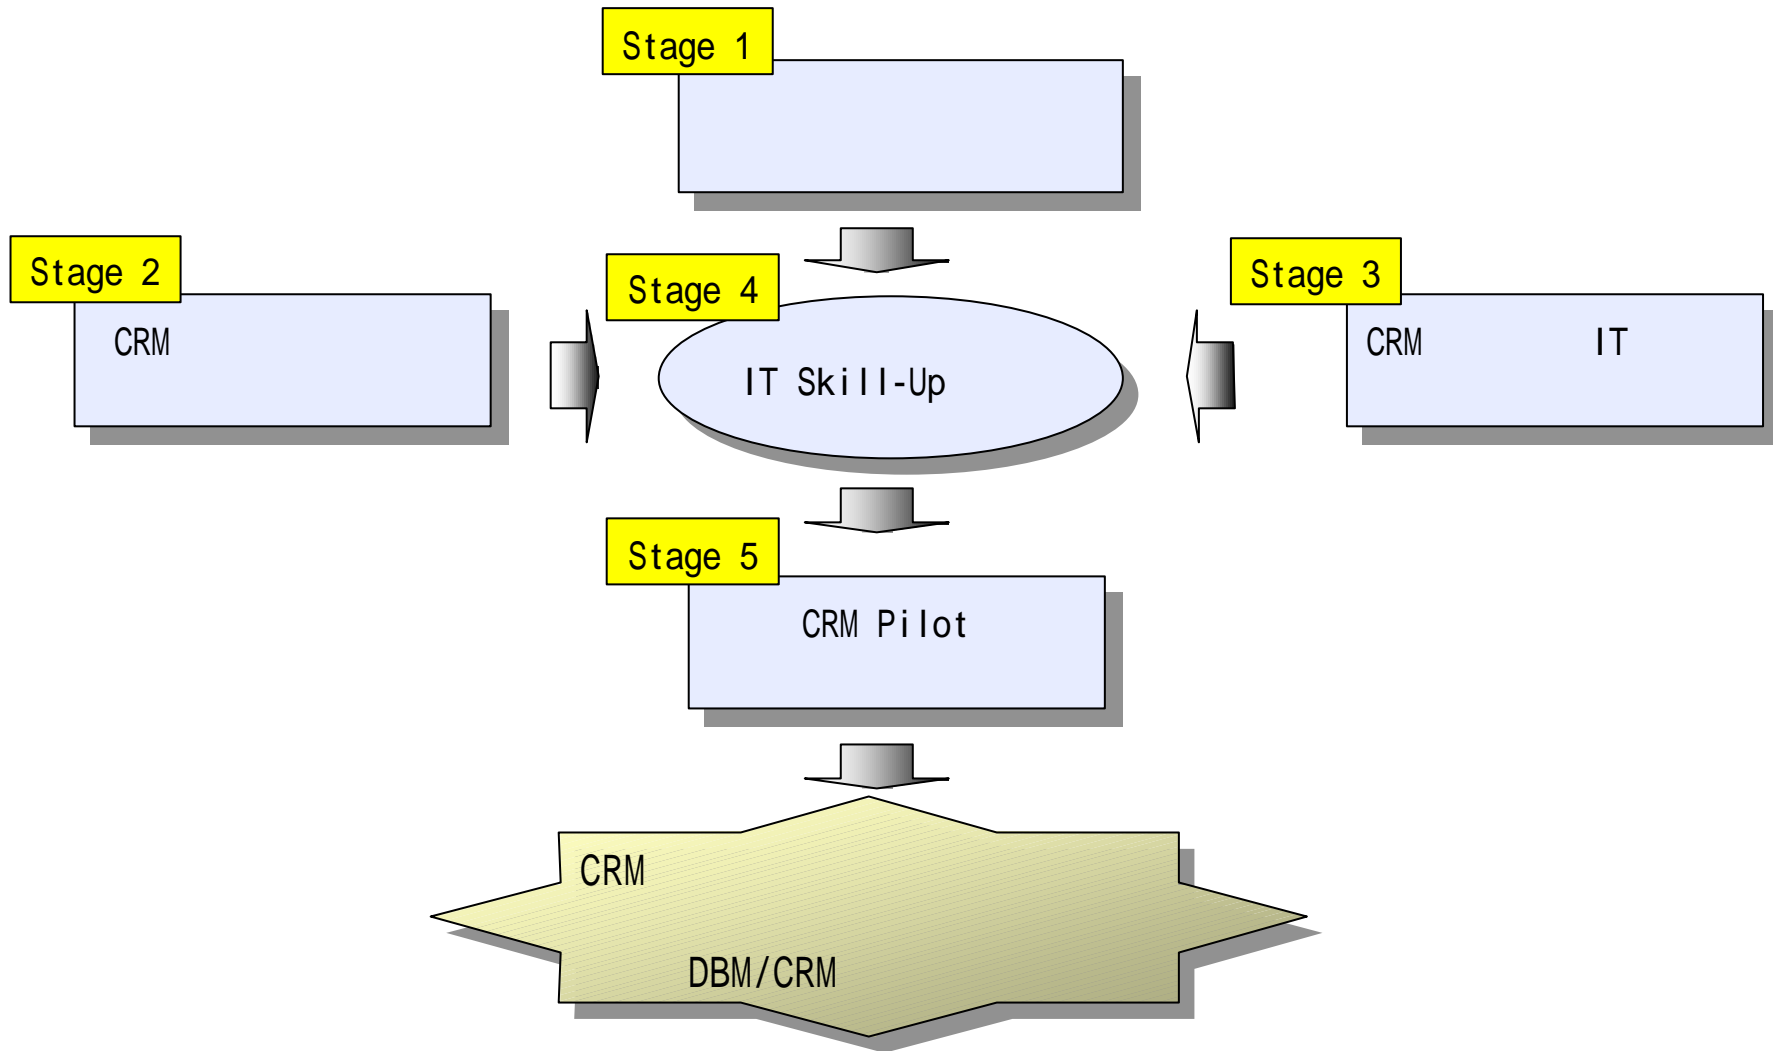 Stage 1
Stage 2
CRM
Stage 4
IT Skill-Up
Stage 3
CRM IT
Stage 5
CRM Pilot
CRM
DBM/CRM